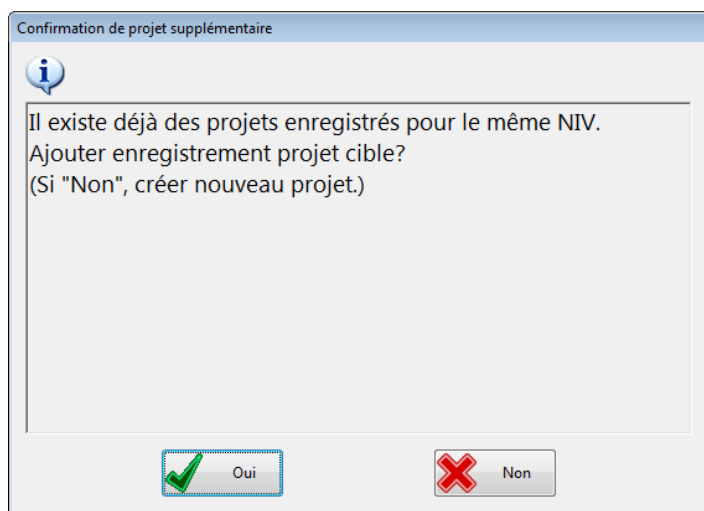 Confirmation de projet supplémentaire
Il existe déjà des projets enregistrés pour le même NIV.
Ajouter enregistrement projet cible?
(Si "Non", créer nouveau projet.)
Oui
Non